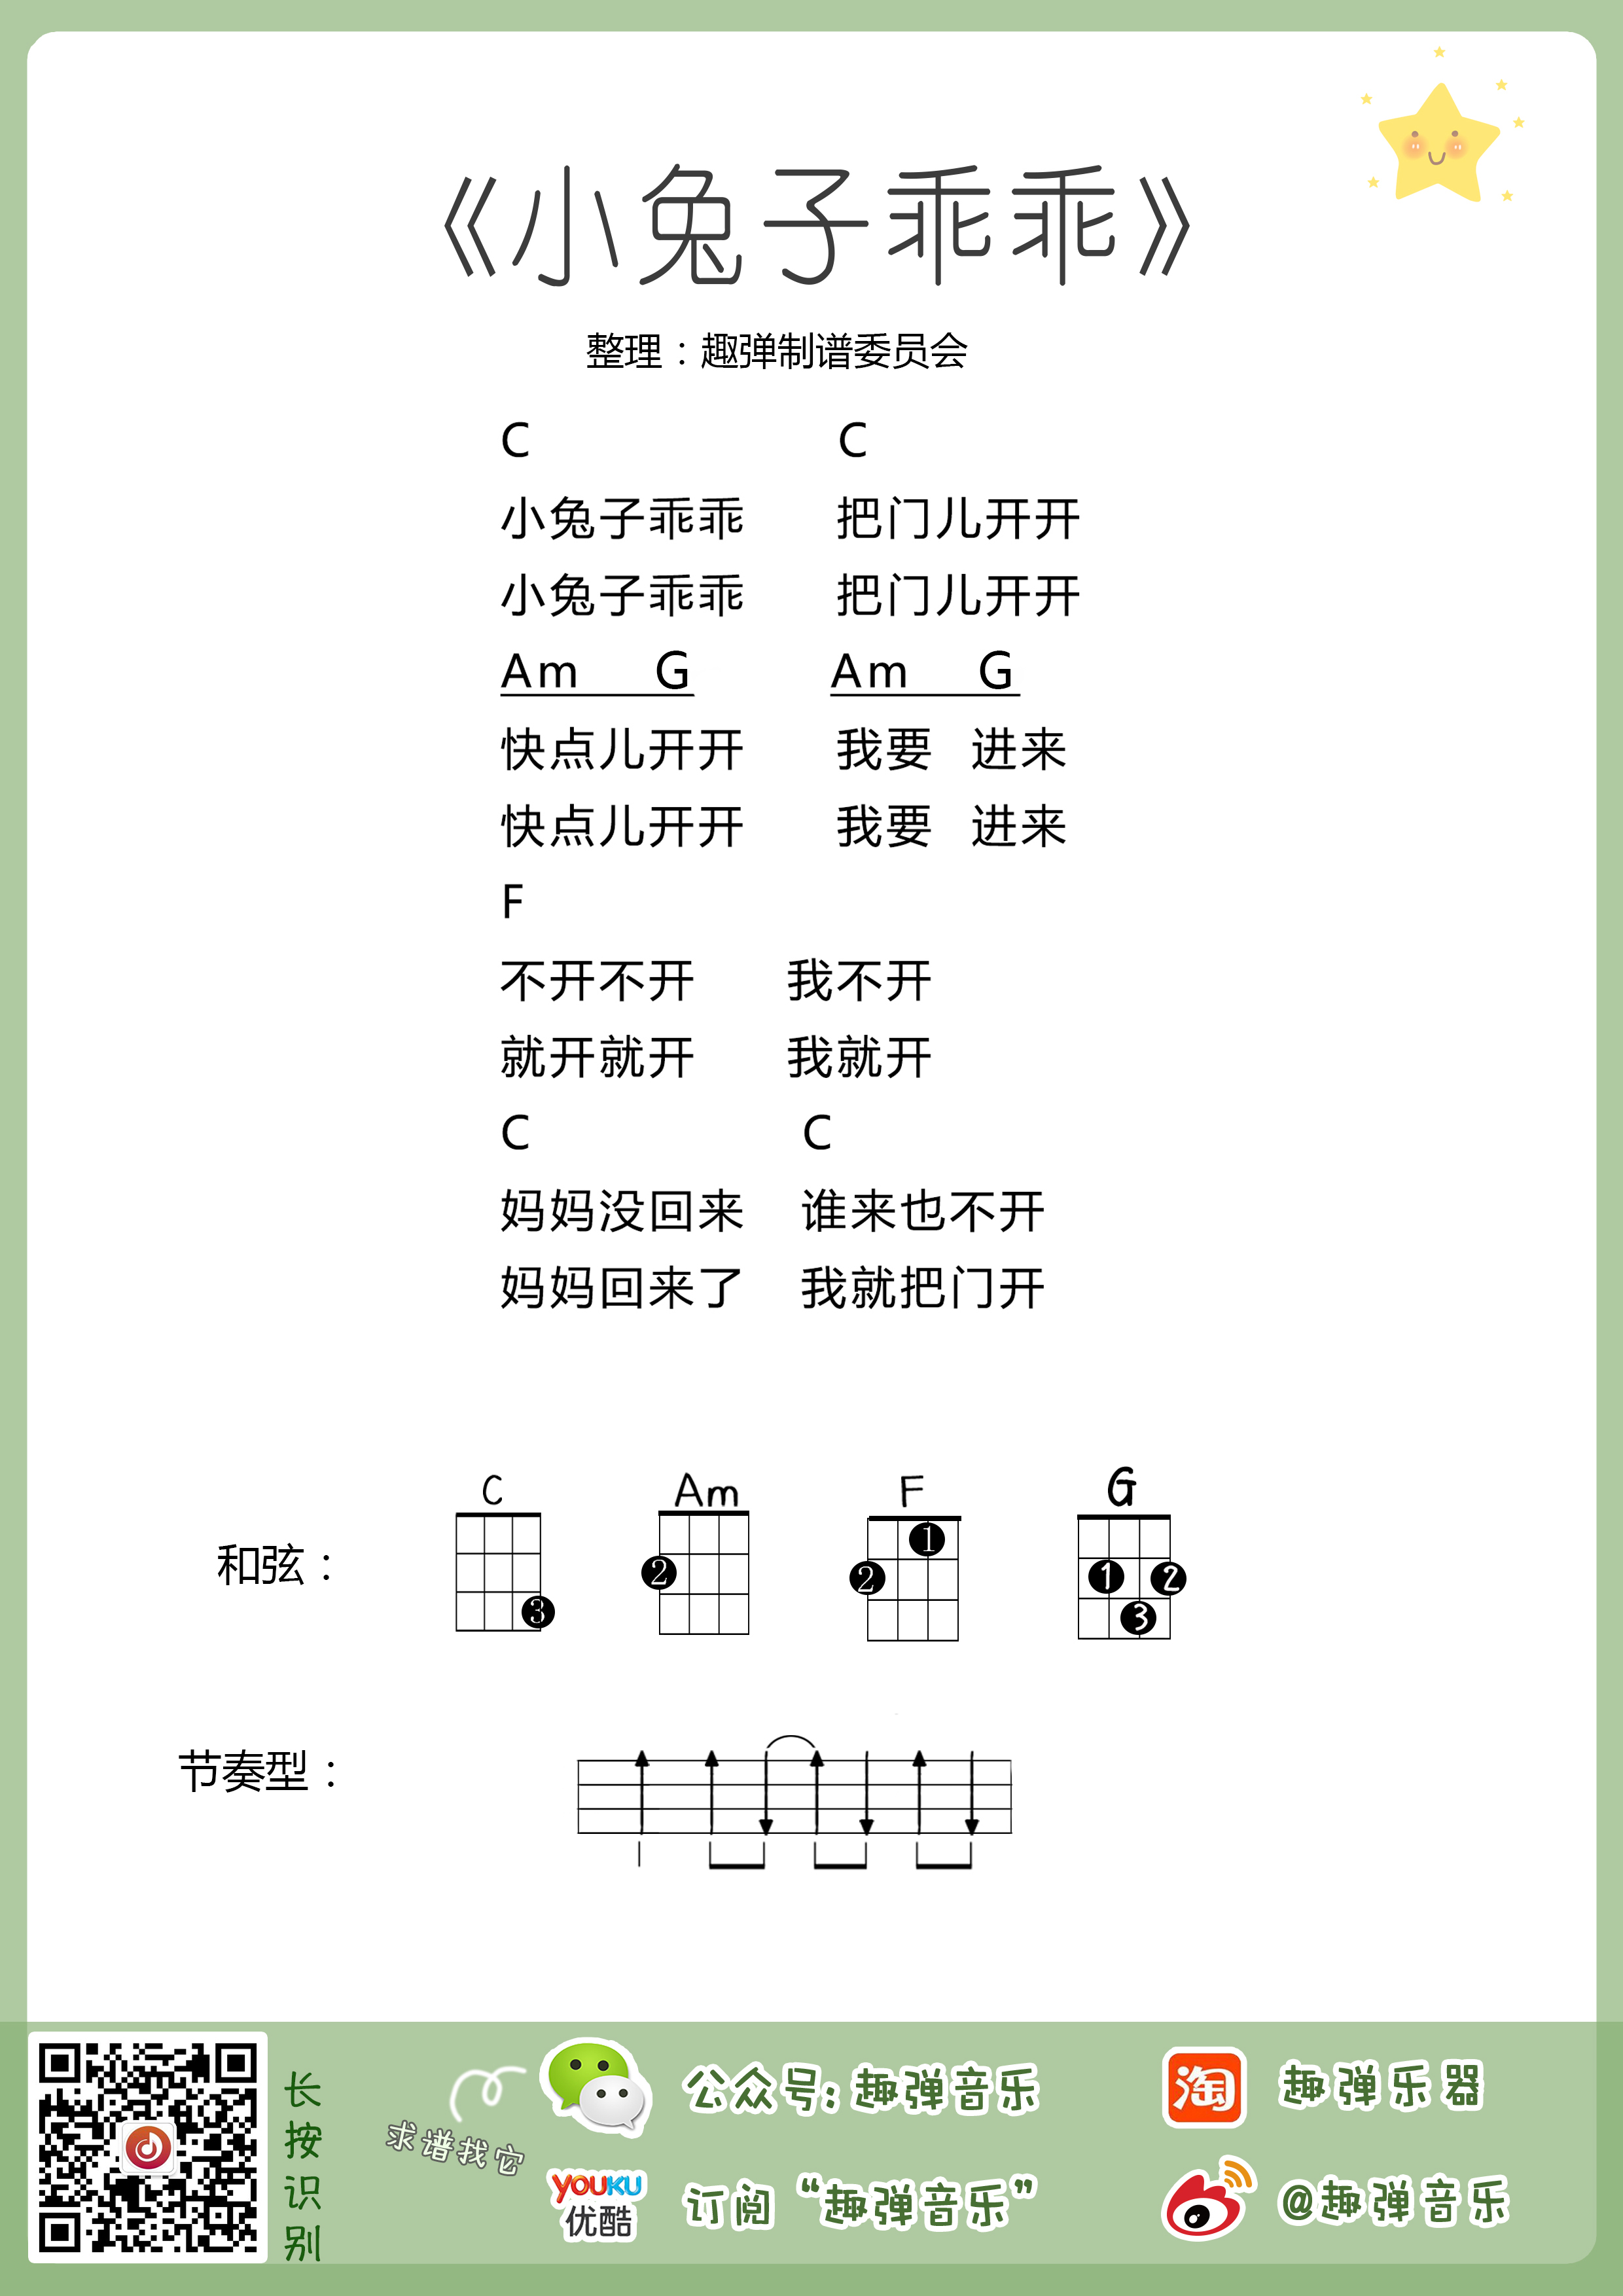 《小兔子乖乖》
整理：趣弹制谱委员会
C C
小兔子乖乖 把门儿开开
小兔子乖乖 把门儿开开
Am G Am G
快点儿开开 我要 进来
快点儿开开 我要 进来
F
不开不开 我不开
就开就开 我就开
C C
妈妈没回来 谁来也不开
妈妈回来了 我就把门开
C Am F G
和弦：
3
2
2 1
1 2 3
节奏型：
长按识别
求谱找它
公众号：趣弹音乐
淘 趣弹乐器
YOUKU
优酷
订阅“趣弹音乐”
@趣弹音乐